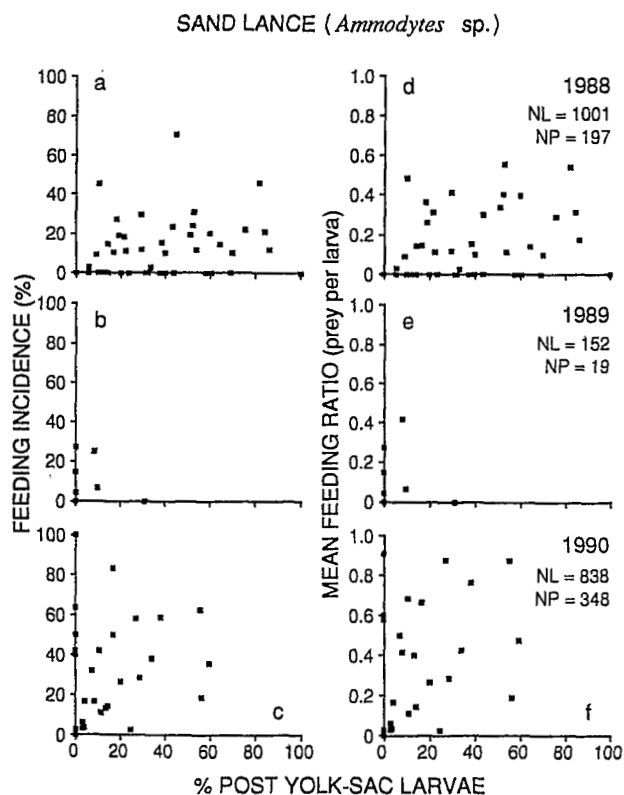 SAND LANCE (Ammodytes sp.)
FEEDING INCIDENCE (%)
100
80
60
40
20
0
a
MEAN FEEDING RATIO (prey per larva)
1.0
0.8
0.6
0.4
0.2
0
d
1988
NL = 1001
NP = 197
100
80
60
40
20
0
b
1.0
0.8
0.6
0.4
0.2
0
e
1989
NL = 152
NP = 19
100
80
60
40
20
0
c
0 20 40 60 80 100
1.0
0.8
0.6
0.4
0.2
0
1990
NL = 838
NP = 348
f
0 20 40 60 80 100
% POST YOLK-SAC LARVAE